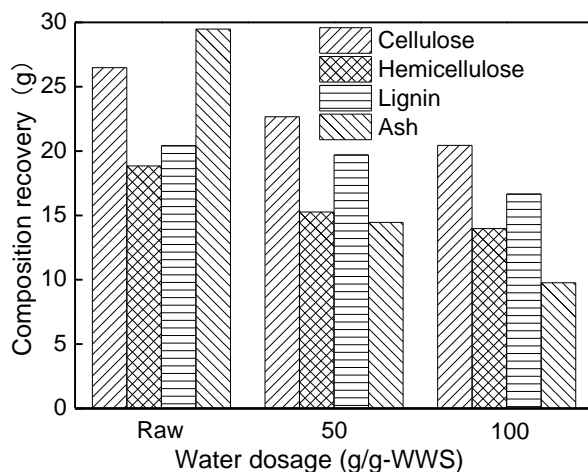 Composition recovery（g）
30
25
20
15
10
5
0
Cellulose
Hemicellulose
Lignin
Ash
Raw 50 100
Water dosage (g/g-WWS)